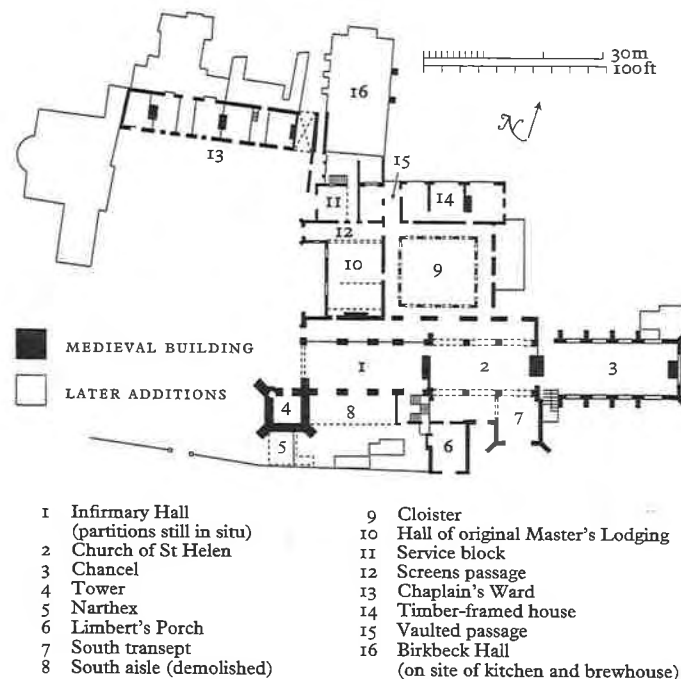 30m
100ft
N
16
13
15
11
14
12
10
9
MEDIEVAL BUILDING
LATER ADDITIONS
1
2
3
4
8
7
5
6
1 Infirmary Hall
(partitions still in situ)
2 Church of St Helen
3 Chancel
4 Tower
5 Narthex
6 Limbert's Porch
7 South transept
8 South aisle (demolished)
9 Cloister
10 Hall of original Master's Lodging
11 Service block
12 Screens passage
13 Chaplain's Ward
14 Timber-framed house
15 Vaulted passage
16 Birkbeck Hall
(on site of kitchen and brewhouse)